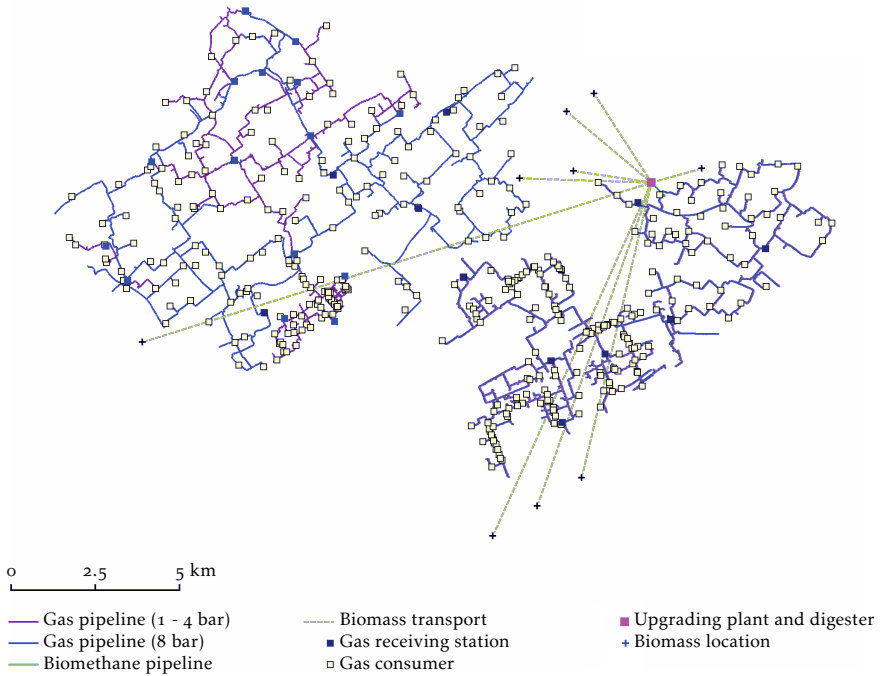 0 2.5 5 km
Gas pipeline (1 - 4 bar)
Gas pipeline (8 bar)
Biomethane pipeline
Biomass transport
Gas receiving station
Gas consumer
Upgrading plant and digester
Biomass location